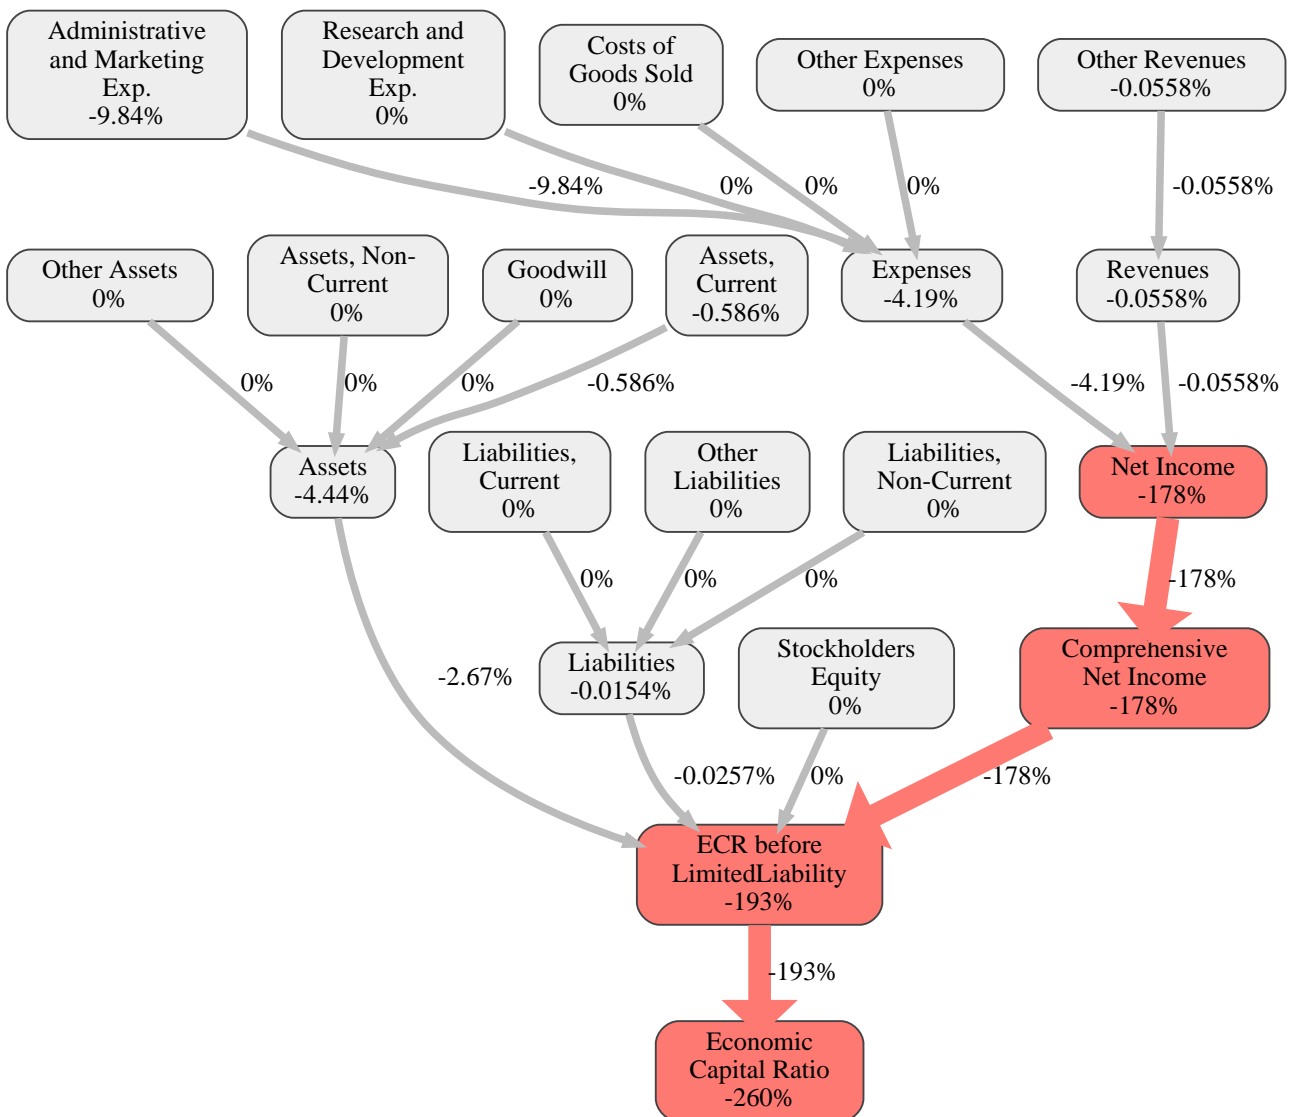 Administrative
and Marketing
Exp.
-9.84%
Research and
Development
Exp.
0%
Costs of
Goods Sold
0%
Other Expenses
0%
Other Revenues
-0.0558%
-9.84%
0%
0%
0%
-0.0558%
Other Assets
0%
Assets, Non-
Current
0%
Goodwill
0%
Assets,
Current
-0.586%
Expenses
-4.19%
Revenues
-0.0558%
0%
0%
0%
-0.586%
-4.19%
-0.0558%
Assets
-4.44%
Liabilities,
Current
0%
Other
Liabilities
0%
Liabilities,
Non-Current
0%
Net Income
-178%
0%
0%
0%
-178%
-2.67%
Liabilities
-0.0154%
Stockholders
Equity
0%
Comprehensive
Net Income
-178%
-0.0257%
0%
-178%
ECR before
LimitedLiability
-193%
-193%
Economic
Capital Ratio
-260%